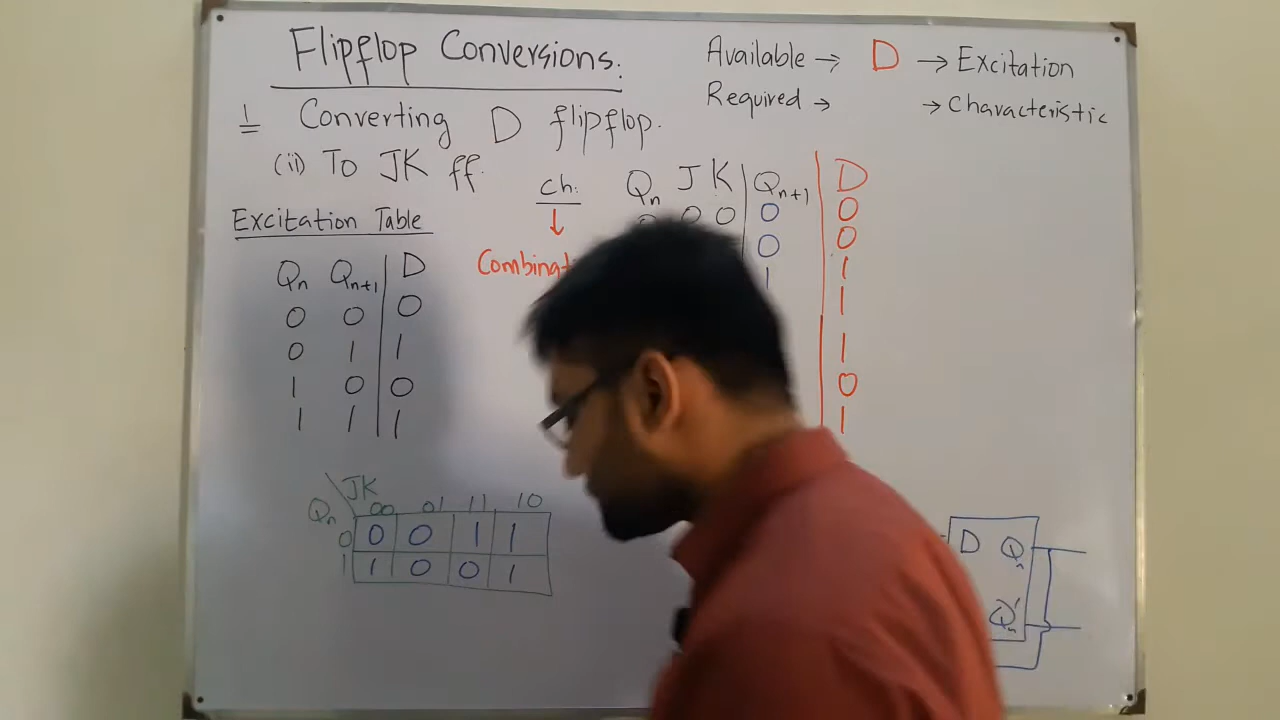 Flipflop Conversions:
Available → D → Excitation
Required → → Characteristic
1 Converting D flipflop.
(ii) To JK ff.
Excitation Table
Qn Qn+1 D
0 0 0
0 1 1
1 0 0
1 1 1
ch:
↓
Qn J K Qn+1 D
0 0 0 0
0 0
1 1
1
1
0
1
JK
Qn 00 01 11 10
0 0 0 1 1
1 1 0 0 1
D Qn
Qn'